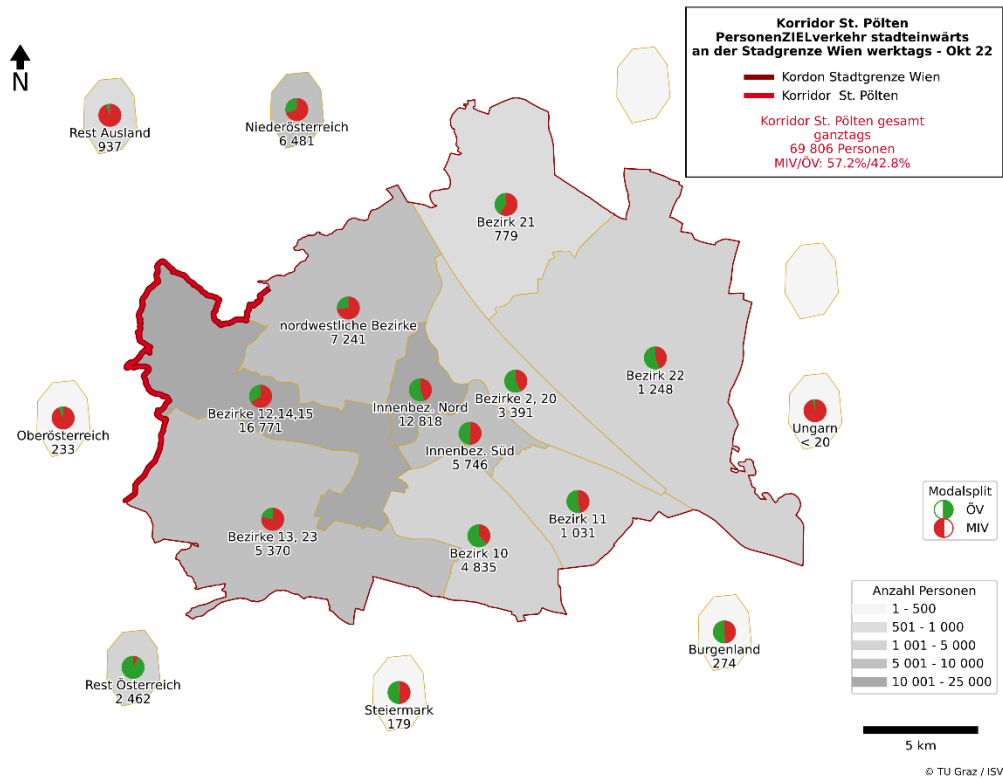 Korridor St. Pölten
PersonenZIELverkehr stadteinwärts
an der Stadgrenze Wien werktags - Okt 22
Kordon Stadtgrenze Wien
Korridor St. Pölten
Korridor St. Pölten gesamt
ganztags
69 806 Personen
MIV/ÖV: 57.2%/42.8%
N
Rest Ausland
937
Niederösterreich
6 481
Bezirk 21
779
nordwestliche Bezirke
7 241
Bezirk 22
1 248
Bezirke 12,14,15
16 771
Innenbez. Nord
12 818
Bezirke 2, 20
3 391
Oberösterreich
233
Innenbez. Süd
5 746
Ungarn
< 20
Bezirke 13, 23
5 370
Bezirk 10
4 835
Bezirk 11
1 031
Modalsplit
ÖV
MIV
Anzahl Personen
1 - 500
501 - 1 000
1 001 - 5 000
5 001 - 10 000
10 001 - 25 000
Burgenland
274
Rest Österreich
2 462
Steiermark
179
5 km
© TU Graz / ISV